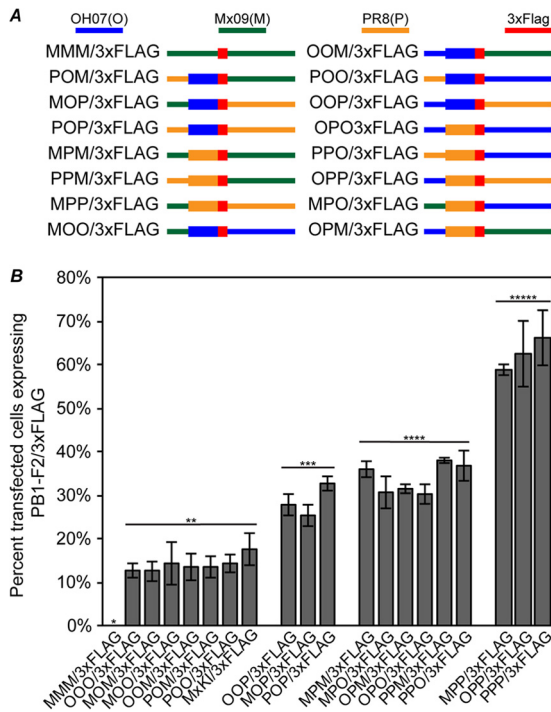 A
OH07(O) Mx09(M) PR8(P) 3xFlag
MMM/3xFLAG OOM/3xFLAG
POM/3xFLAG POO/3xFLAG
MOP/3xFLAG OOP/3xFLAG
POP/3xFLAG OPO3xFLAG
MPM/3xFLAG PPO/3xFLAG
PPM/3xFLAG OPP/3xFLAG
MPP/3xFLAG MPO/3xFLAG
MOO/3xFLAG OPM/3xFLAG
B
Percent transfected cells expressing
PB1-F2/3xFLAG
80%
70%
60%
50%
40%
30%
20%
10%
0%
*
**
***
****
*****
MMM/3xFLAG
OOO/3xFLAG
MOM/3xFLAG
MOO/3xFLAG
OOM/3xFLAG
POM/3xFLAG
POO/3xFLAG
MxKI/3xFLAG
OOP/3xFLAG
MOP/3xFLAG
POP/3xFLAG
MPM/3xFLAG
MPO/3xFLAG
OPM/3xFLAG
OPO/3xFLAG
PPM/3xFLAG
PPO/3xFLAG
MPP/3xFLAG
OPP/3xFLAG
PPP/3xFLAG